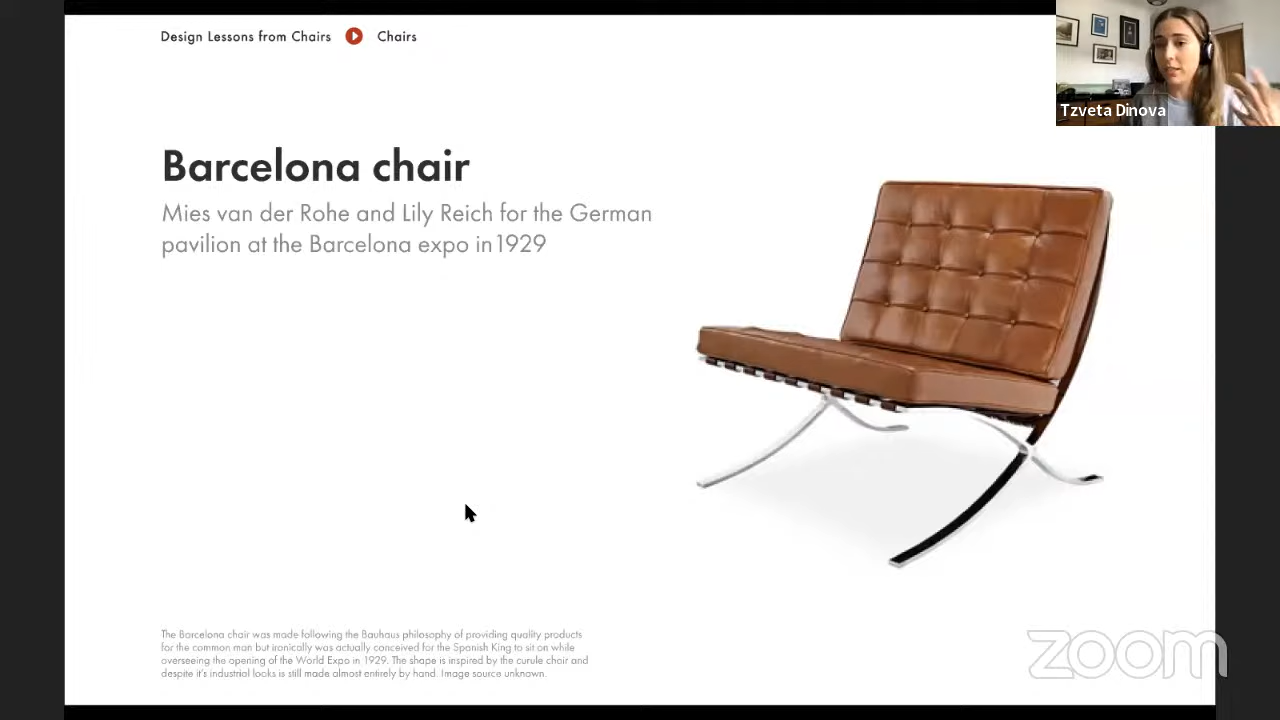 Design Lessons from Chairs Chairs
Tzveta Dinova
Barcelona chair
Mies van der Rohe and Lily Reich for the German
pavilion at the Barcelona expo in1929
The Barcelona chair was made following the Bauhaus philosophy of providing quality products
for the common man but ironically was actually conceived for the Spanish King to sit on while
overseeing the opening of the World Expo in 1929. The shape is inspired by the curule chair and
despite it's industrial looks is still made almost entirely by hand. Image source unknown.
zoom